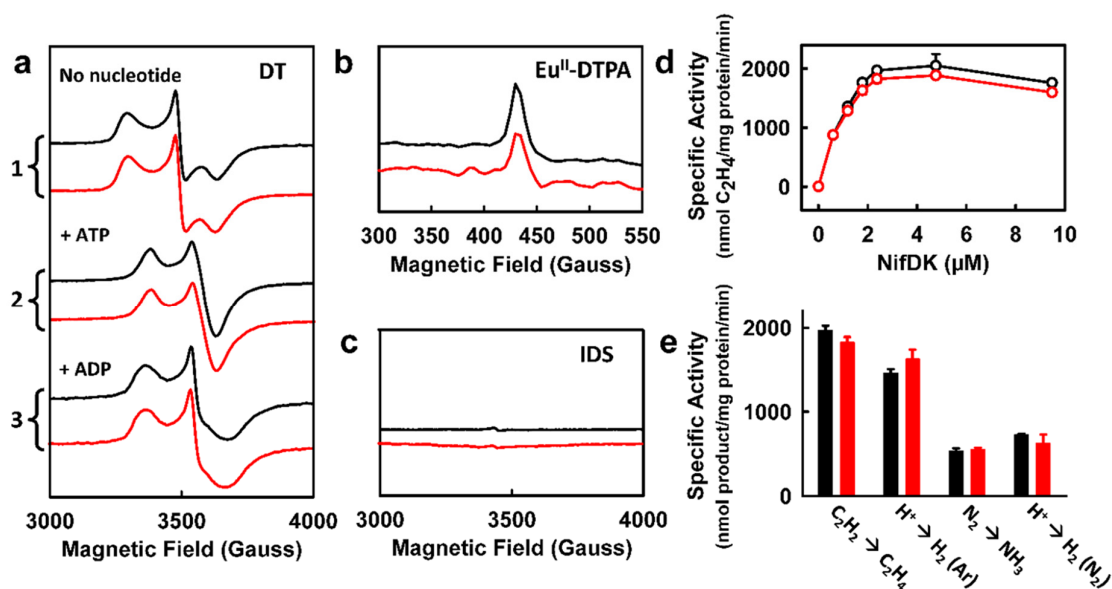 a
No nucleotide
DT
1
+ ATP
2
+ ADP
3
3000
3500
4000
Magnetic Field (Gauss)
b
Eu^II-DTPA
300
350
400
450
500
550
Magnetic Field (Gauss)
c
IDS
3000
3500
4000
Magnetic Field (Gauss)
d
Specific Activity
(nmol C₂H₄/mg protein/min)
2000
1000
0
0
2
4
6
8
10
NifDK (µM)
e
Specific Activity
(nmol product/mg protein/min)
2000
1000
0
C₂H₂ → C₂H₄
H⁺ → H₂ (Ar)
N₂ → NH₃
H⁺ → H₂ (N₂)